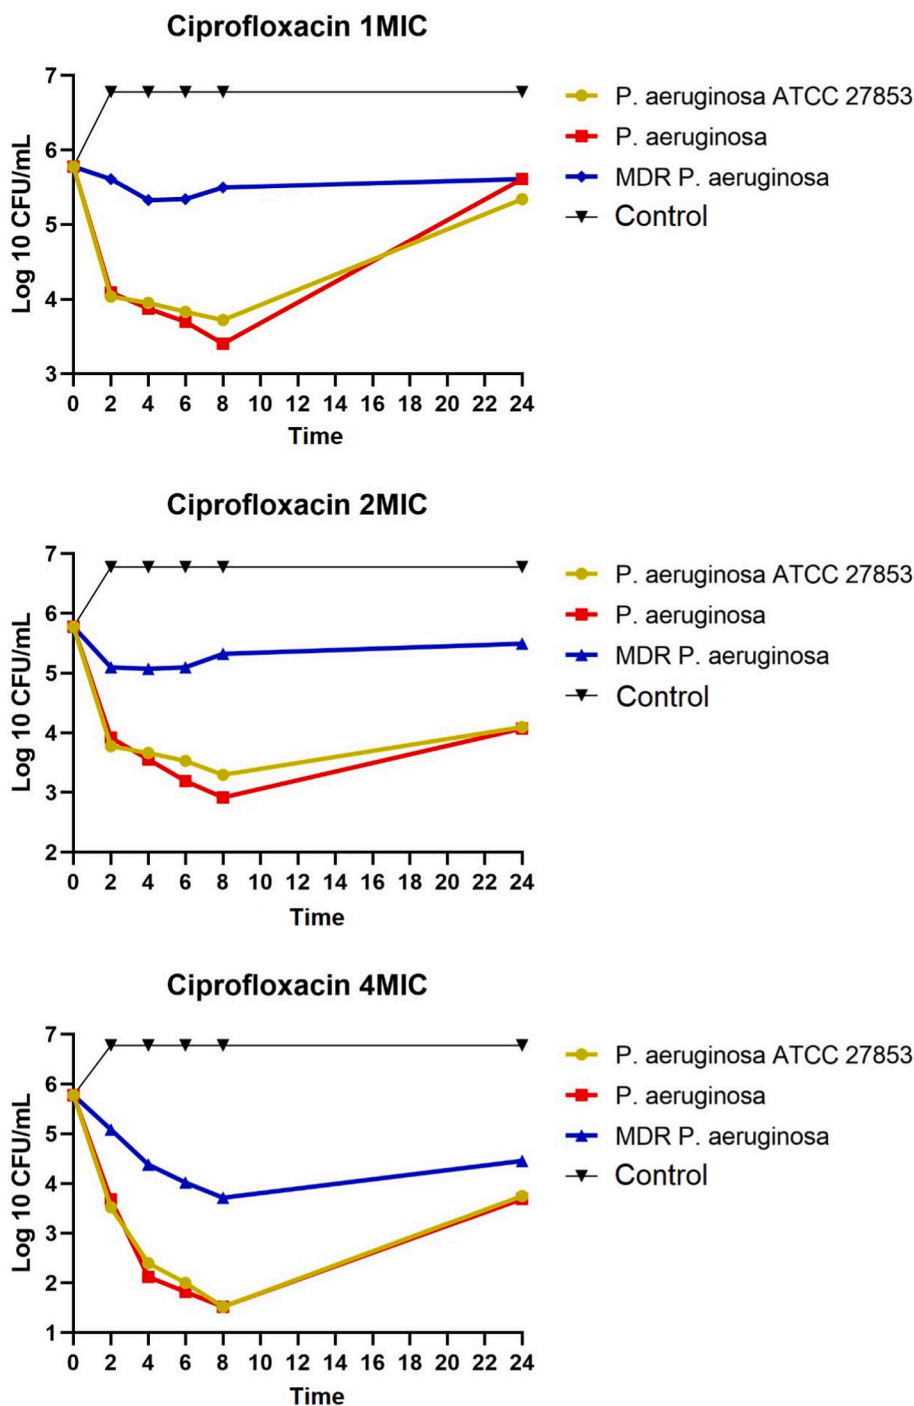 Ciprofloxacin 1MIC
Log 10 CFU/mL
7
6
5
4
3
0 2 4 6 8 10 12 14 16 18 20 22 24
Time
P. aeruginosa ATCC 27853
P. aeruginosa
MDR P. aeruginosa
Control
Ciprofloxacin 2MIC
Log 10 CFU/mL
7
6
5
4
3
2
0 2 4 6 8 10 12 14 16 18 20 22 24
Time
P. aeruginosa ATCC 27853
P. aeruginosa
MDR P. aeruginosa
Control
Ciprofloxacin 4MIC
Log 10 CFU/mL
7
6
5
4
3
2
1
0 2 4 6 8 10 12 14 16 18 20 22 24
Time
P. aeruginosa ATCC 27853
P. aeruginosa
MDR P. aeruginosa
Control